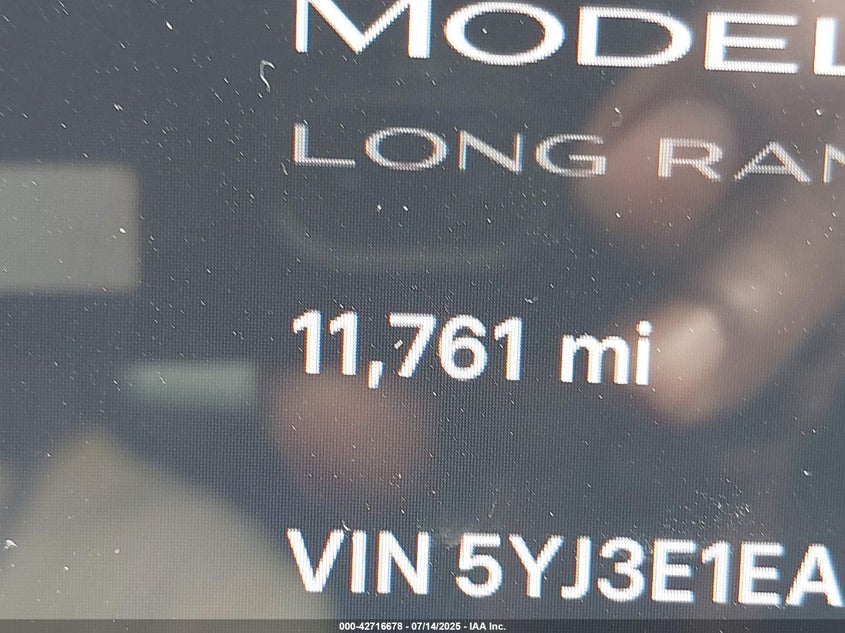 MODEL
LONG RAN
11,761 mi
VIN 5YJ3E1EA
000-42716678 - 07/14/2025 - IAA Inc.